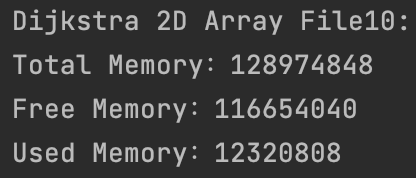 Dijkstra 2D Array File10:
Total Memory: 128974848
Free Memory: 116654040
Used Memory: 12320808